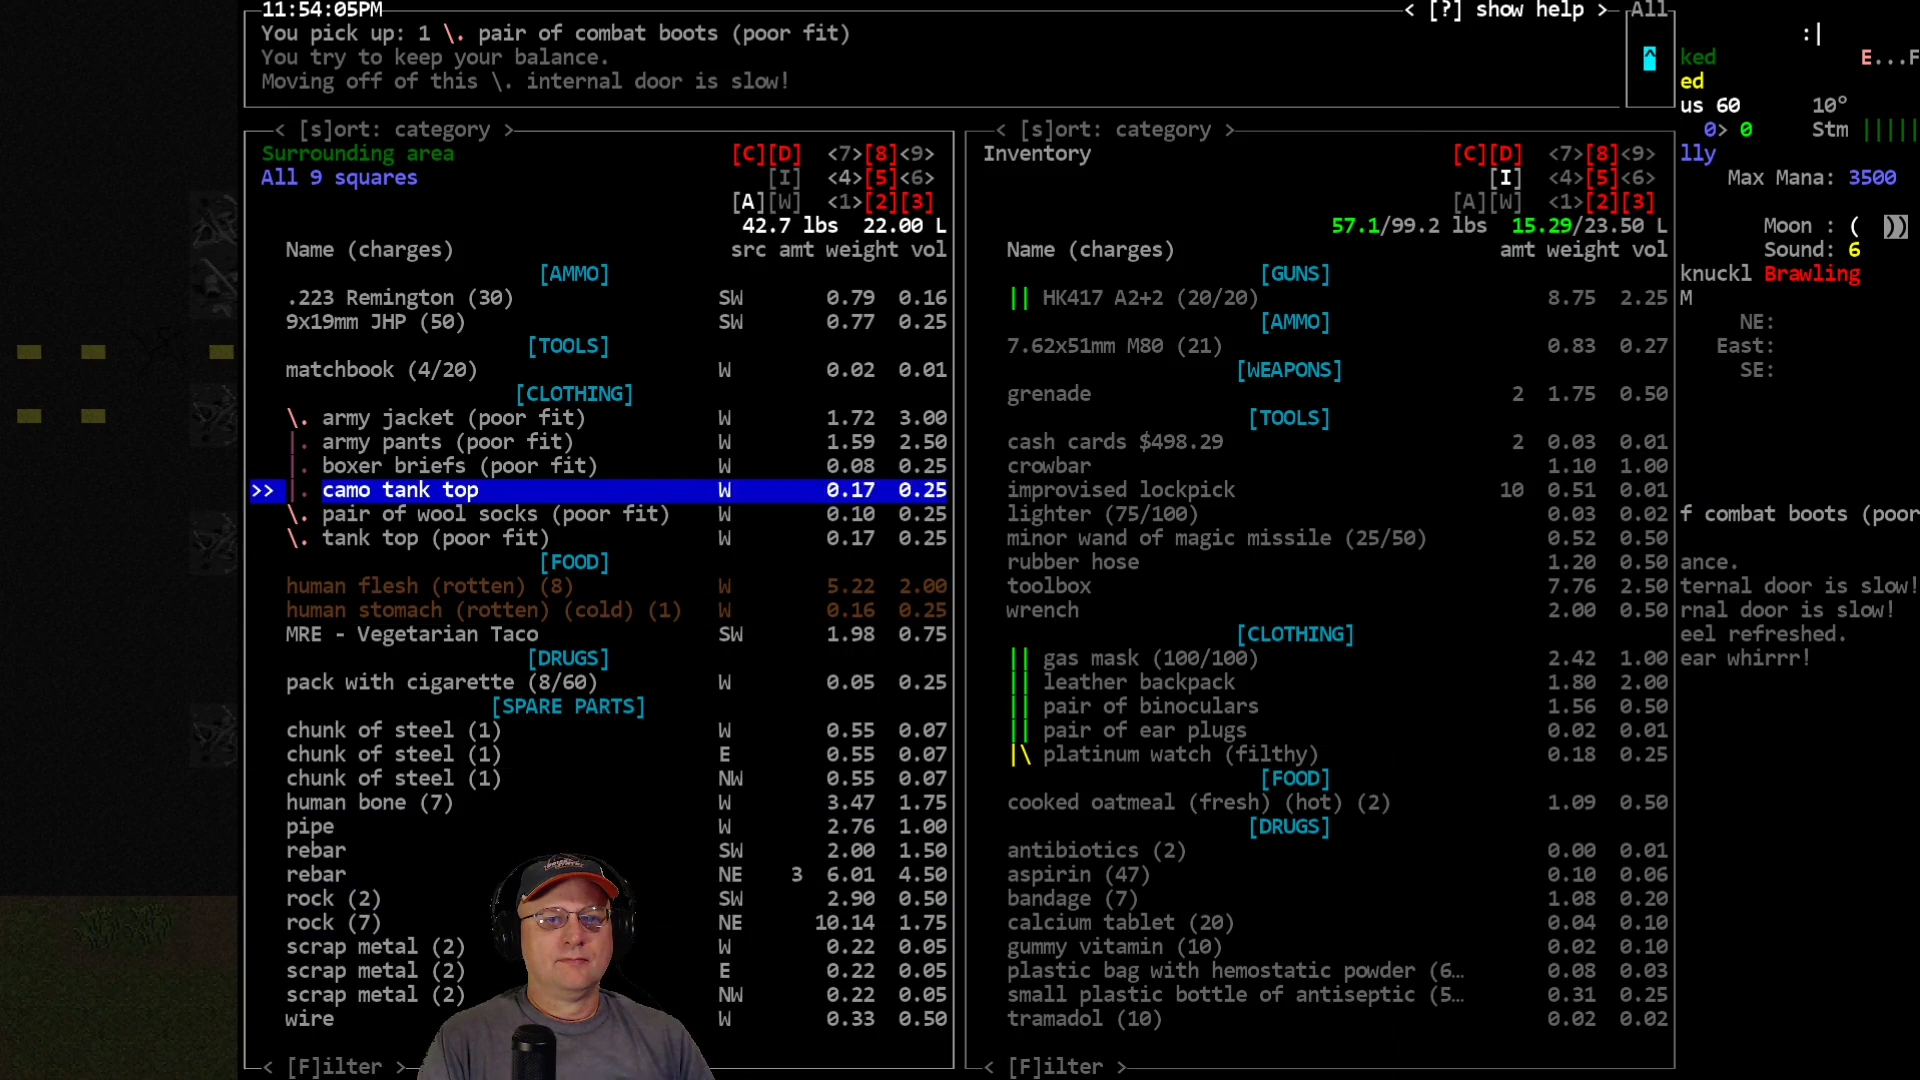 11:54:05PM
< [?] show help >
All
You pick up: 1 \. pair of combat boots (poor fit)
You try to keep your balance.
Moving off of this \. internal door is slow!
^
:|
ked
E...F
ed
us 60
10°
0> 0
Stm |||||
lly
Max Mana: 3500
Moon : ( ))
Sound: 6
knuckl Brawling
M
NE:
East:
SE:
f combat boots (poor
ance.
ternal door is slow!
rnal door is slow!
eel refreshed.
ear whirrr!
< [s]ort: category >
Surrounding area
All 9 squares
[C][D] <7>[8]<9>
[I] <4>[5]<6>
[A][W] <1>[2][3]
42.7 lbs 22.00 L
Name (charges) src amt weight vol
[AMMO]
.223 Remington (30) SW 0.79 0.16
9x19mm JHP (50) SW 0.77 0.25
[TOOLS]
matchbook (4/20) W 0.02 0.01
[CLOTHING]
\. army jacket (poor fit) W 1.72 3.00
|. army pants (poor fit) W 1.59 2.50
|. boxer briefs (poor fit) W 0.08 0.25
>> |. camo tank top W 0.17 0.25
\. pair of wool socks (poor fit) W 0.10 0.25
\. tank top (poor fit) W 0.17 0.25
[FOOD]
human flesh (rotten) (8) W 5.22 2.00
human stomach (rotten) (cold) (1) W 0.16 0.25
MRE - Vegetarian Taco SW 1.98 0.75
[DRUGS]
pack with cigarette (8/60) W 0.05 0.25
[SPARE PARTS]
chunk of steel (1) W 0.55 0.07
chunk of steel (1) E 0.55 0.07
chunk of steel (1) NW 0.55 0.07
human bone (7) W 3.47 1.75
pipe W 2.76 1.00
rebar SW 2.00 1.50
rebar NE 3 6.01 4.50
rock (2) SW 2.90 0.50
rock (7) NE 10.14 1.75
scrap metal (2) W 0.22 0.05
scrap metal (2) E 0.22 0.05
scrap metal (2) NW 0.22 0.05
wire W 0.33 0.50
< [F]ilter >
< [s]ort: category >
Inventory
[C][D] <7>[8]<9>
[I] <4>[5]<6>
[A][W] <1>[2][3]
57.1/99.2 lbs 15.29/23.50 L
Name (charges) amt weight vol
[GUNS]
|| HK417 A2+2 (20/20) 8.75 2.25
[AMMO]
7.62x51mm M80 (21) 0.83 0.27
[WEAPONS]
grenade 2 1.75 0.50
[TOOLS]
cash cards $498.29 2 0.03 0.01
crowbar 1.10 1.00
improvised lockpick 10 0.51 0.01
lighter (75/100) 0.03 0.02
minor wand of magic missile (25/50) 0.52 0.50
rubber hose 1.20 0.50
toolbox 7.76 2.50
wrench 2.00 0.50
[CLOTHING]
|| gas mask (100/100) 2.42 1.00
|| leather backpack 1.80 2.00
|| pair of binoculars 1.56 0.50
|| pair of ear plugs 0.02 0.01
|\ platinum watch (filthy) 0.18 0.25
[FOOD]
cooked oatmeal (fresh) (hot) (2) 1.09 0.50
[DRUGS]
antibiotics (2) 0.00 0.01
aspirin (47) 0.10 0.06
bandage (7) 1.08 0.20
calcium tablet (20) 0.04 0.10
gummy vitamin (10) 0.02 0.10
plastic bag with hemostatic powder (6… 0.08 0.03
small plastic bottle of antiseptic (5… 0.31 0.25
tramadol (10) 0.02 0.02
< [F]ilter >